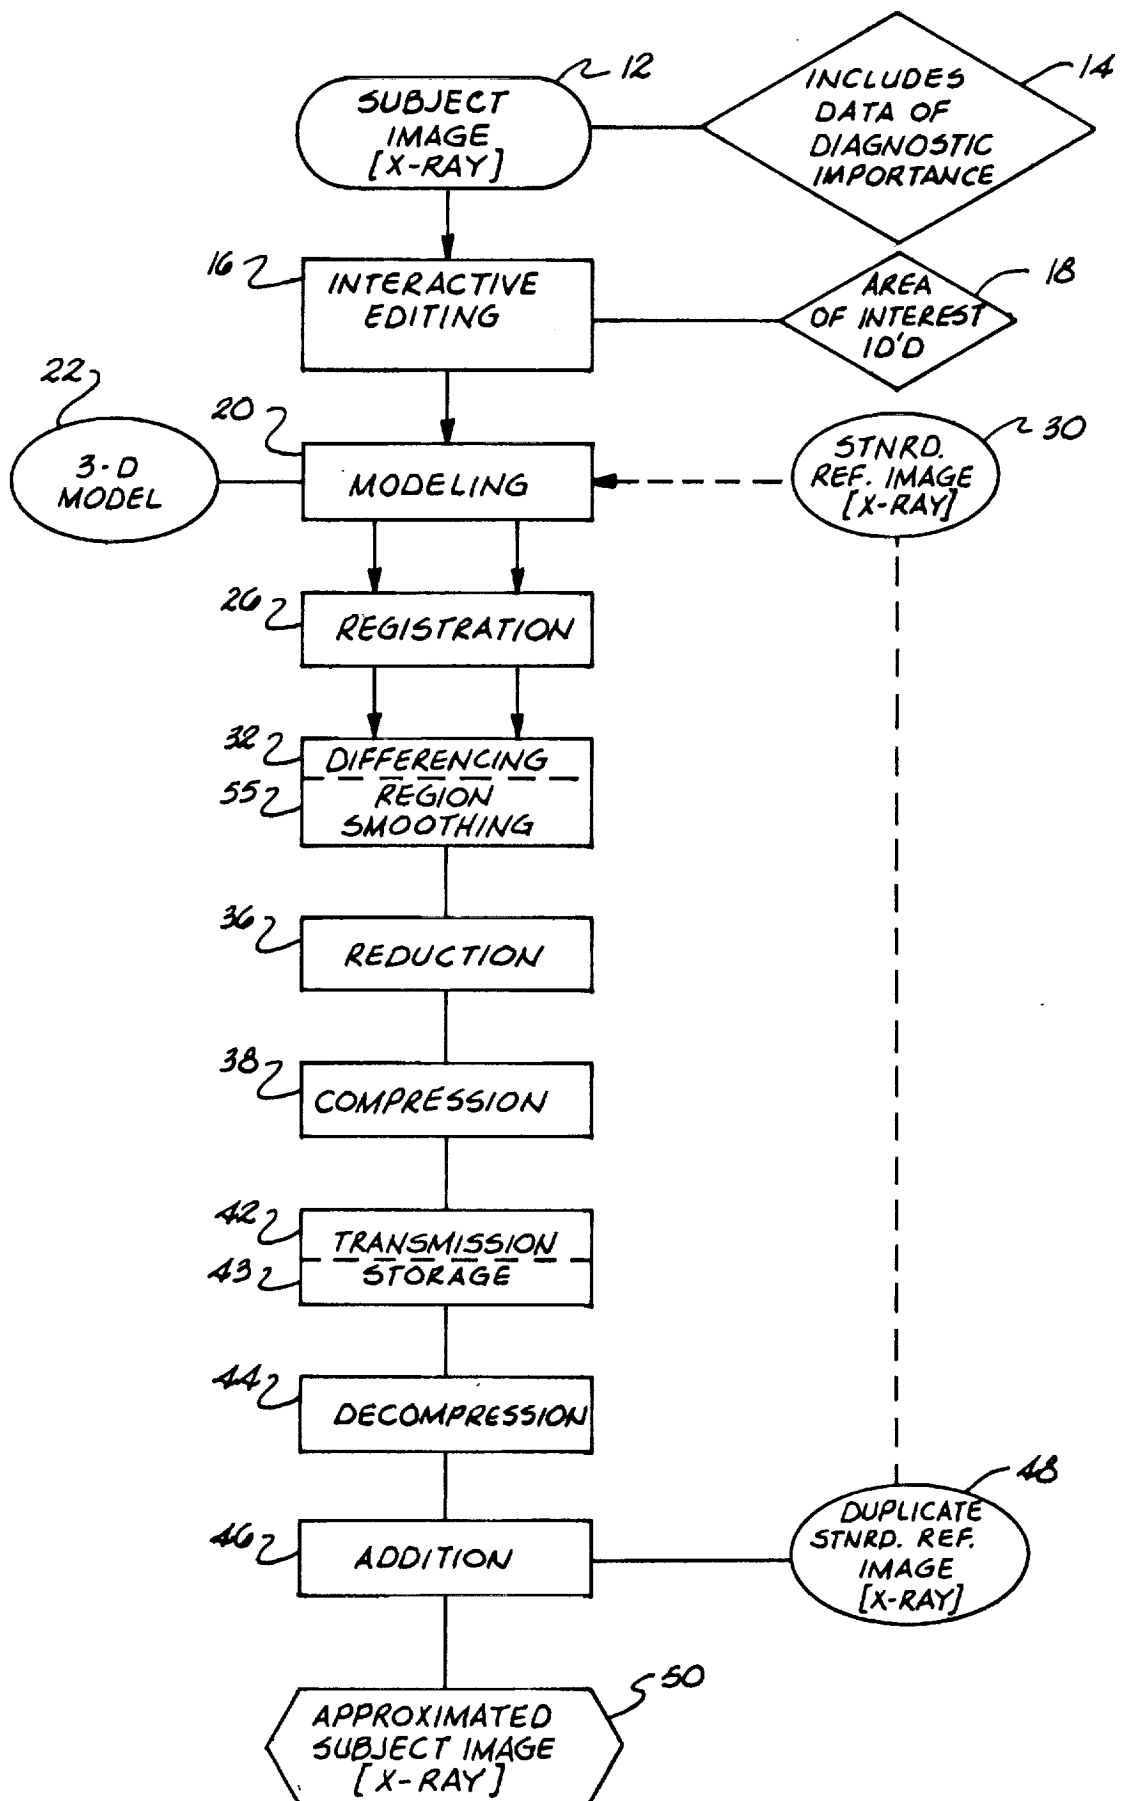 12
SUBJECT
IMAGE
[X-RAY]
14
INCLUDES
DATA OF
DIAGNOSTIC
IMPORTANCE
16
INTERACTIVE
EDITING
18
AREA
OF INTEREST
ID'D
22
3-D
MODEL
20
MODELING
30
STNRD.
REF. IMAGE
[X-RAY]
26
REGISTRATION
32
DIFFERENCING
55
REGION
SMOOTHING
36
REDUCTION
38
COMPRESSION
42
TRANSMISSION
43
STORAGE
44
DECOMPRESSION
46
ADDITION
48
DUPLICATE
STNRD. REF.
IMAGE
[X-RAY]
50
APPROXIMATED
SUBJECT IMAGE
[X-RAY]